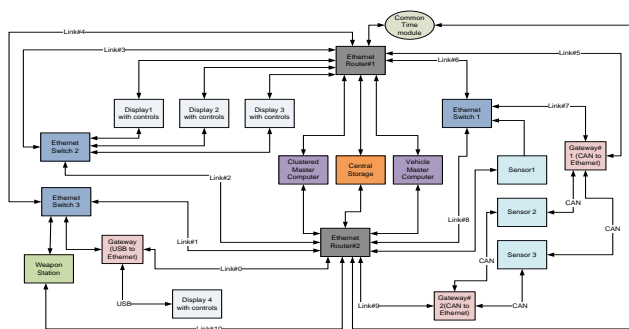 Common
Time
module
Link#4
Link#3
Link#5
Ethernet
Router#1
Link#6
Display1
with controls
Display 2
with controls
Display 3
with controls
Ethernet
Switch 1
Link#7
Ethernet
Switch 2
Gateway#
1 (CAN to
Ethernet)
Clustered
Master
Computer
Central
Storage
Vehicle
Master
Computer
Sensor1
Link#2
CAN
Ethernet
Switch 3
Sensor 2
Link#8
Link#1
Ethernet
Router#2
CAN
Gateway
(USB to
Ethernet)
Sensor 3
Weapon
Station
Link#0
CAN
USB
Display 4
with controls
Link#9
Gateway#
2(CAN to
Ethernet)
CAN
Link#10